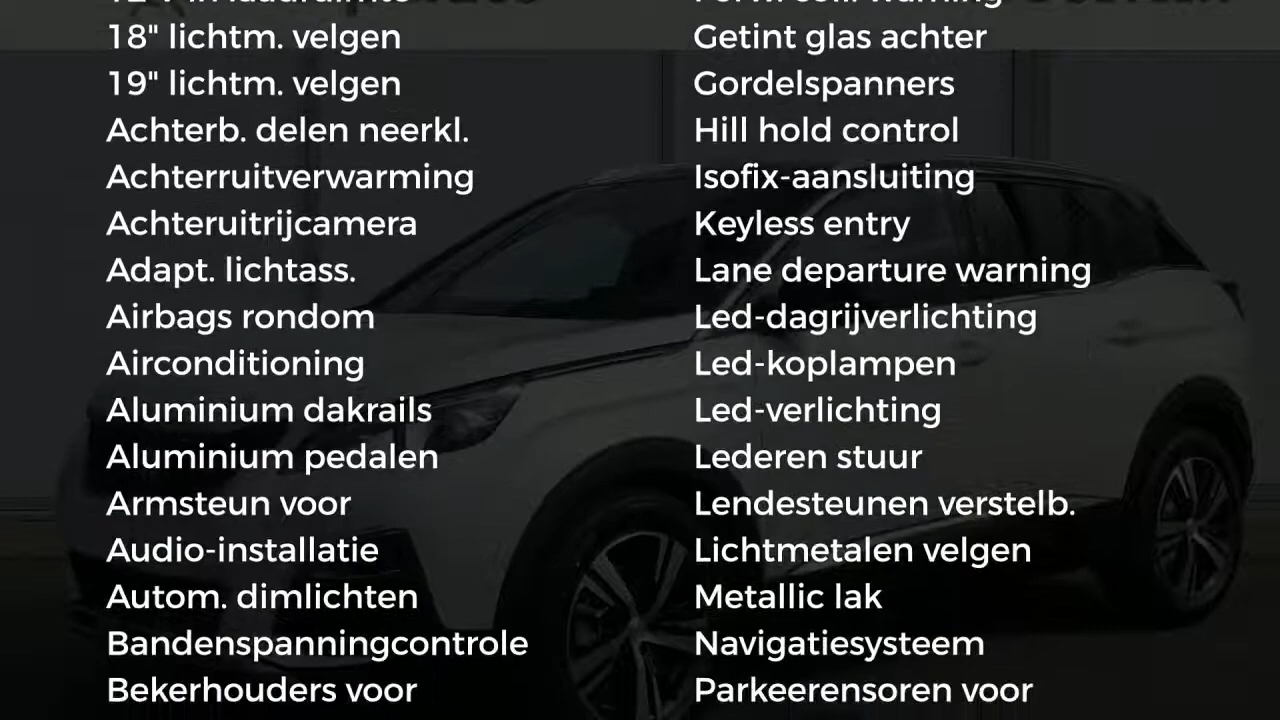 18" lichtm. velgen
19" lichtm. velgen
Achterb. delen neerkl.
Achterruitverwarming
Achteruitrijcamera
Adapt. lichtass.
Airbags rondom
Airconditioning
Aluminium dakrails
Aluminium pedalen
Armsteun voor
Audio-installatie
Autom. dimlichten
Bandenspanningcontrole
Bekerhouders voor
Getint glas achter
Gordelspanners
Hill hold control
Isofix-aansluiting
Keyless entry
Lane departure warning
Led-dagrijverlichting
Led-koplampen
Led-verlichting
Lederen stuur
Lendesteunen verstelb.
Lichtmetalen velgen
Metallic lak
Navigatiesysteem
Parkeerensoren voor